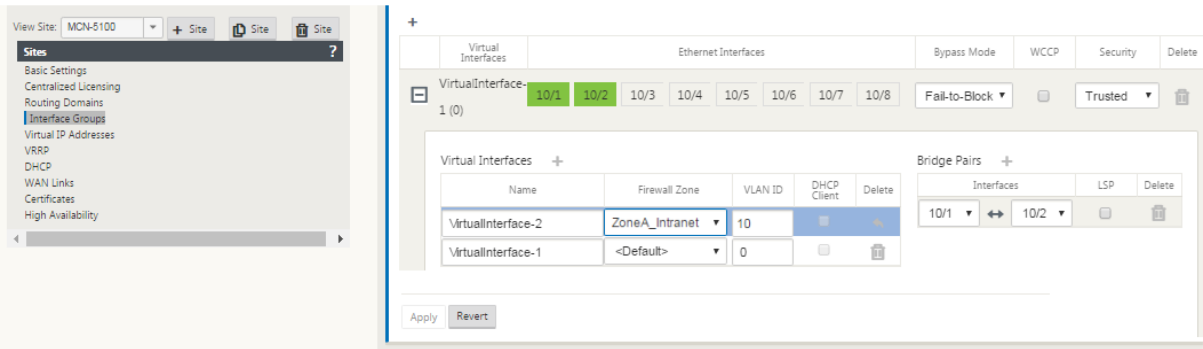 View Site: MCN-5100 + Site Site Site
Sites ?
Basic Settings
Centralized Licensing
Routing Domains
Interface Groups
Virtual IP Addresses
VRRP
DHCP
WAN Links
Certificates
High Availability
+
Virtual Interfaces Ethernet Interfaces Bypass Mode WCCP Security Delete
VirtualInterface-
1 (0) 10/1 10/2 10/3 10/4 10/5 10/6 10/7 10/8 Fail-to-Block Trusted
Virtual Interfaces +
Name Firewall Zone VLAN ID DHCP Client Delete
VirtualInterface-2 ZoneA_Intranet 10
VirtualInterface-1 <Default> 0
Bridge Pairs +
Interfaces LSP Delete
10/1 ↔ 10/2
Apply Revert